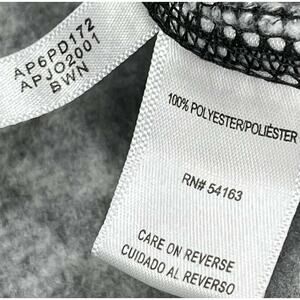 AP6PD172
APJO2001
BWN
100% POLYESTER/POLIÉSTER
RN# 54163
CARE ON REVERSE
CUIDADO AL REVERSO